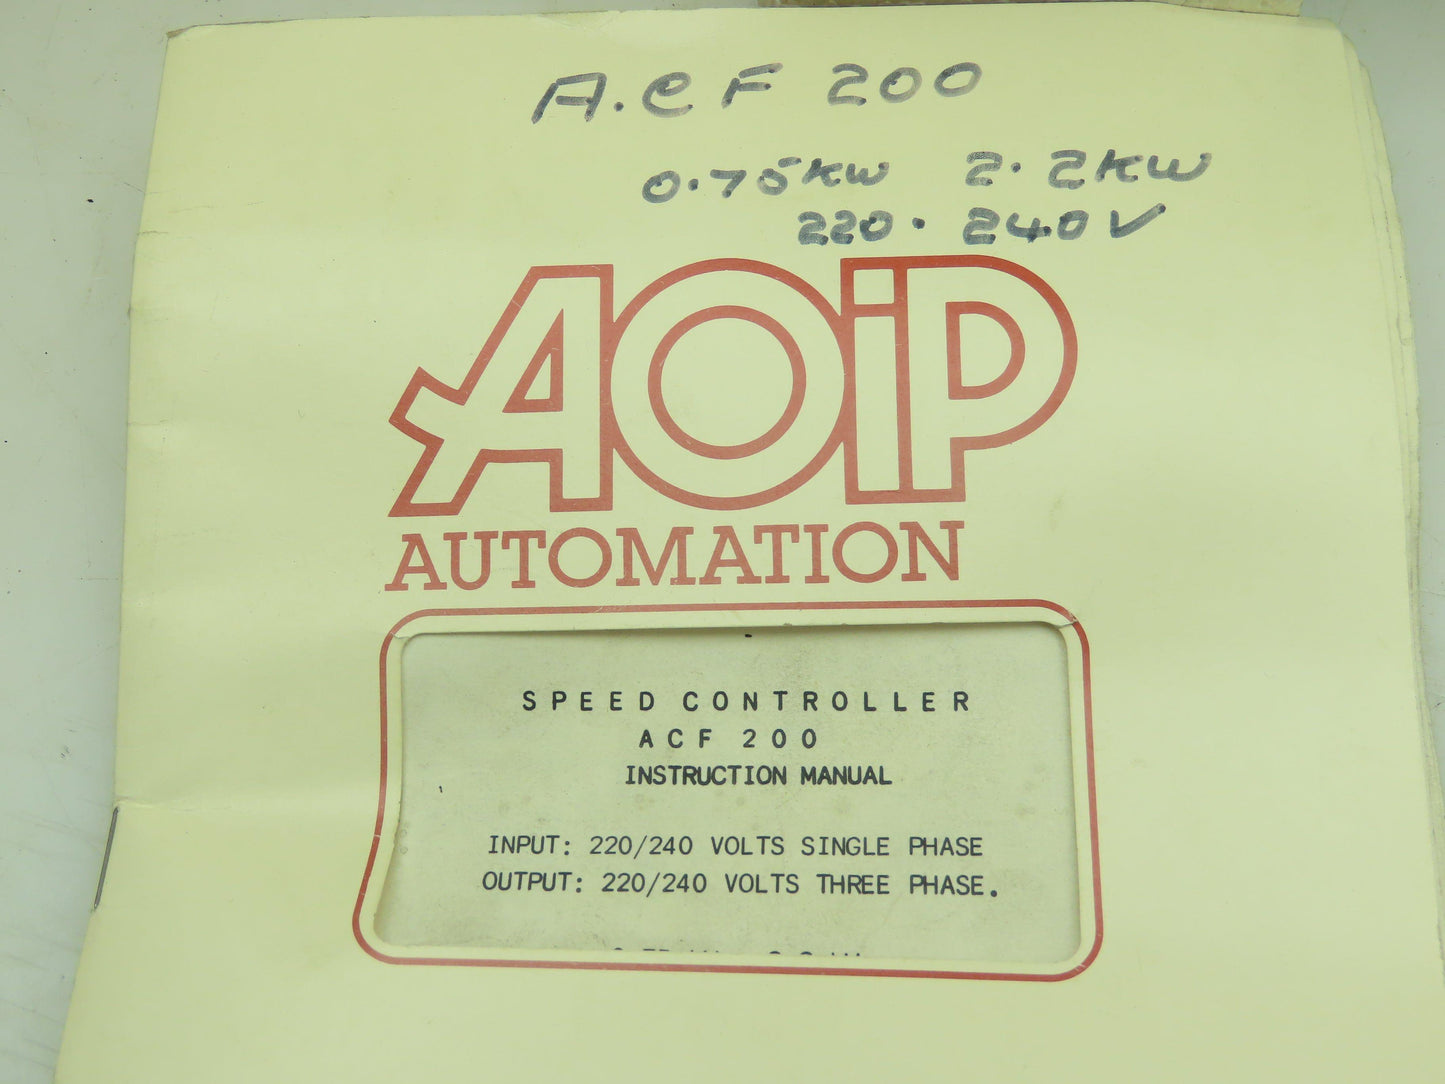 A.C F 200
0.75kw 2.2kw
220. 240V
AOiP
AUTOMATION
SPEED CONTROLLER
ACF 200
INSTRUCTION MANUAL
INPUT: 220/240 VOLTS SINGLE PHASE
OUTPUT: 220/240 VOLTS THREE PHASE.